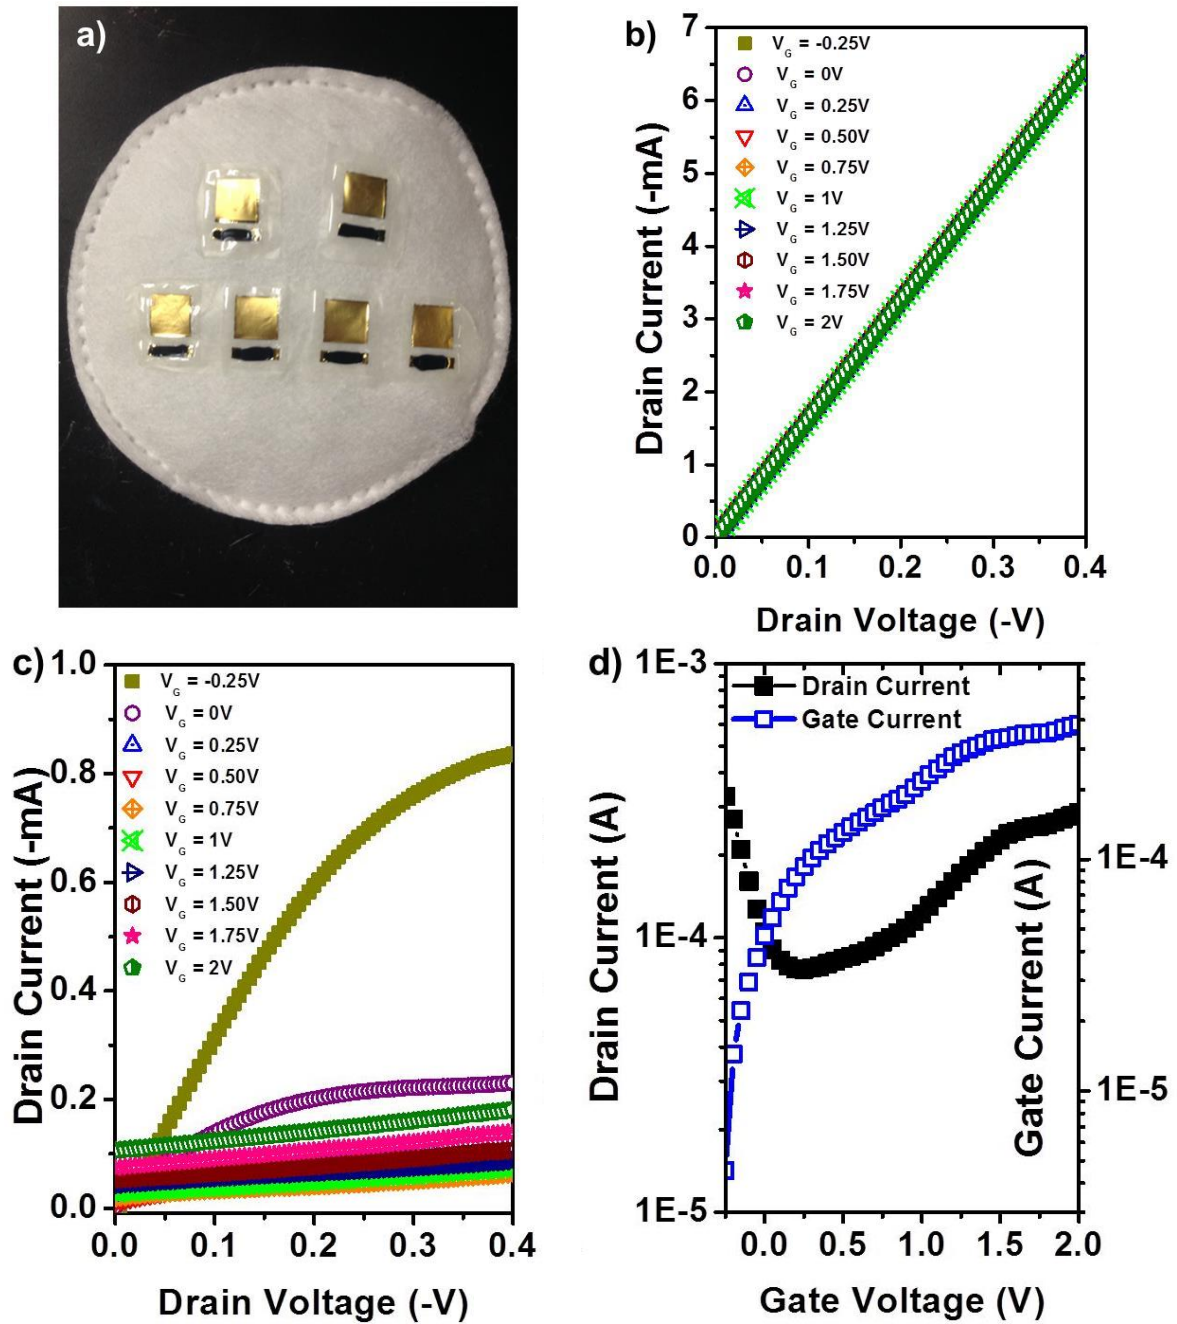 a)
b)
7
6
5
4
3
2
1
0
Drain Current (-mA)
V_G = -0.25V
V_G = 0V
V_G = 0.25V
V_G = 0.50V
V_G = 0.75V
V_G = 1V
V_G = 1.25V
V_G = 1.50V
V_G = 1.75V
V_G = 2V
0.0 0.1 0.2 0.3 0.4
Drain Voltage (-V)
c)
1.0
0.8
0.6
0.4
0.2
0.0
Drain Current (-mA)
V_G = -0.25V
V_G = 0V
V_G = 0.25V
V_G = 0.50V
V_G = 0.75V
V_G = 1V
V_G = 1.25V
V_G = 1.50V
V_G = 1.75V
V_G = 2V
0.0 0.1 0.2 0.3 0.4
Drain Voltage (-V)
d)
1E-3
1E-4
1E-5
Drain Current (A)
Drain Current
Gate Current
Gate Current (A)
1E-4
1E-5
0.0 0.5 1.0 1.5 2.0
Gate Voltage (V)